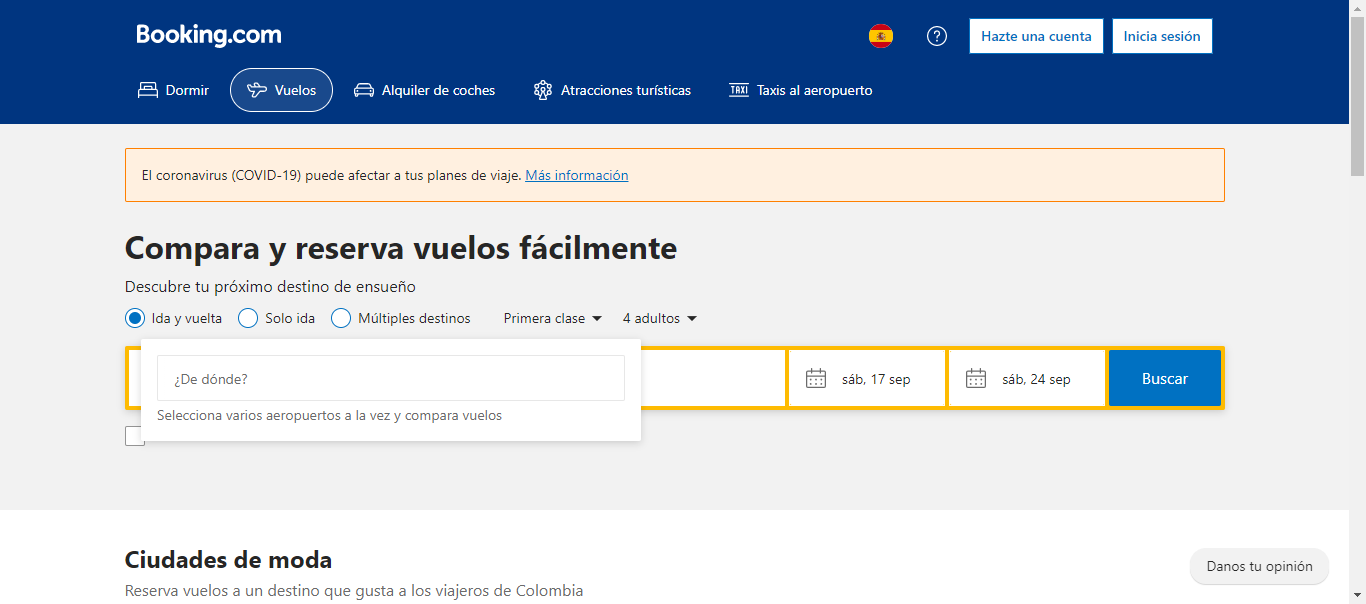 Booking.com
Hazte una cuenta
Inicia sesión
Dormir
Vuelos
Alquiler de coches
Atracciones turísticas
TAXI Taxis al aeropuerto
El coronavirus (COVID-19) puede afectar a tus planes de viaje. Más información
Compara y reserva vuelos fácilmente
Descubre tu próximo destino de ensueño
Ida y vuelta
Solo ida
Múltiples destinos
Primera clase
4 adultos
¿De dónde?
Selecciona varios aeropuertos a la vez y compara vuelos
sáb, 17 sep
sáb, 24 sep
Buscar
Ciudades de moda
Reserva vuelos a un destino que gusta a los viajeros de Colombia
Danos tu opinión